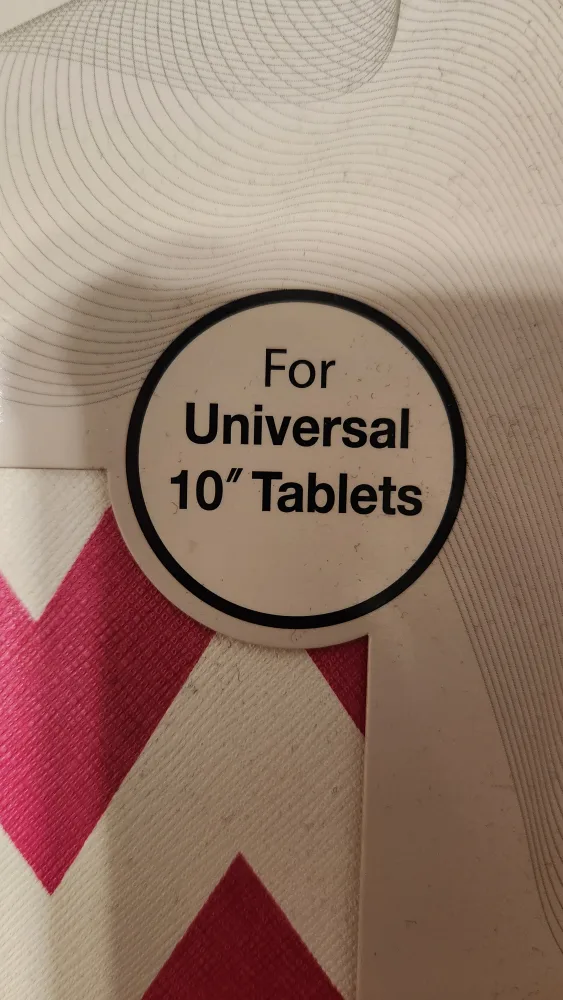 For
Universal
10″ Tablets